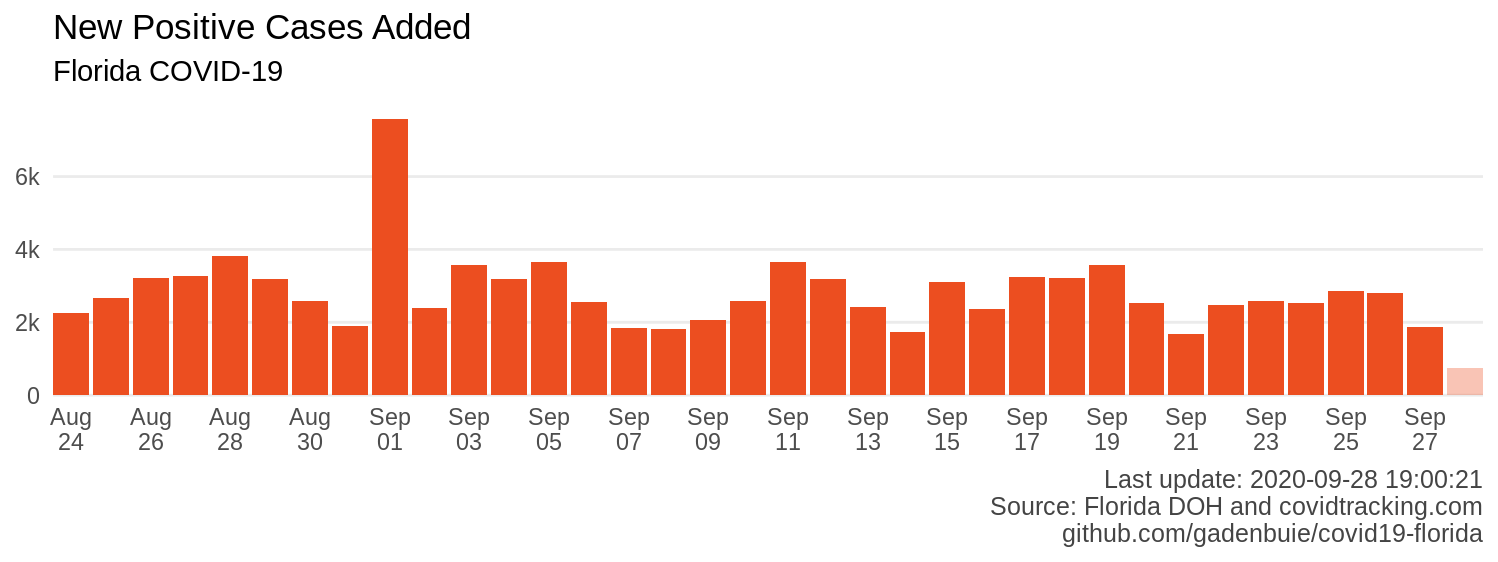 New Positive Cases Added
Florida COVID-19
6k
4k
2k
0
Aug Aug Aug Aug Sep Sep Sep Sep Sep Sep Sep Sep Sep Sep Sep Sep Sep Sep
24 26 28 30 01 03 05 07 09 11 13 15 17 19 21 23 25 27
Last update: 2020-09-28 19:00:21
Source: Florida DOH and covidtracking.com
github.com/gadenbuie/covid19-florida